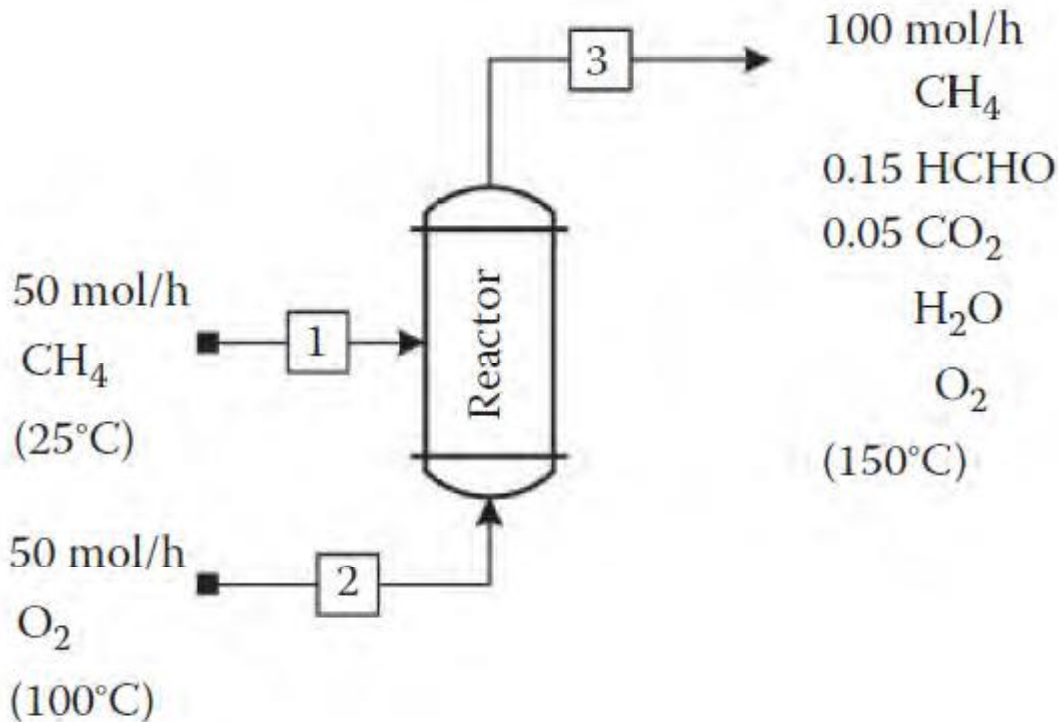 3
100 mol/h
CH₄
0.15 HCHO
0.05 CO₂
H₂O
O₂
(150°C)
Reactor
50 mol/h
1
CH₄
(25°C)
50 mol/h
2
O₂
(100°C)